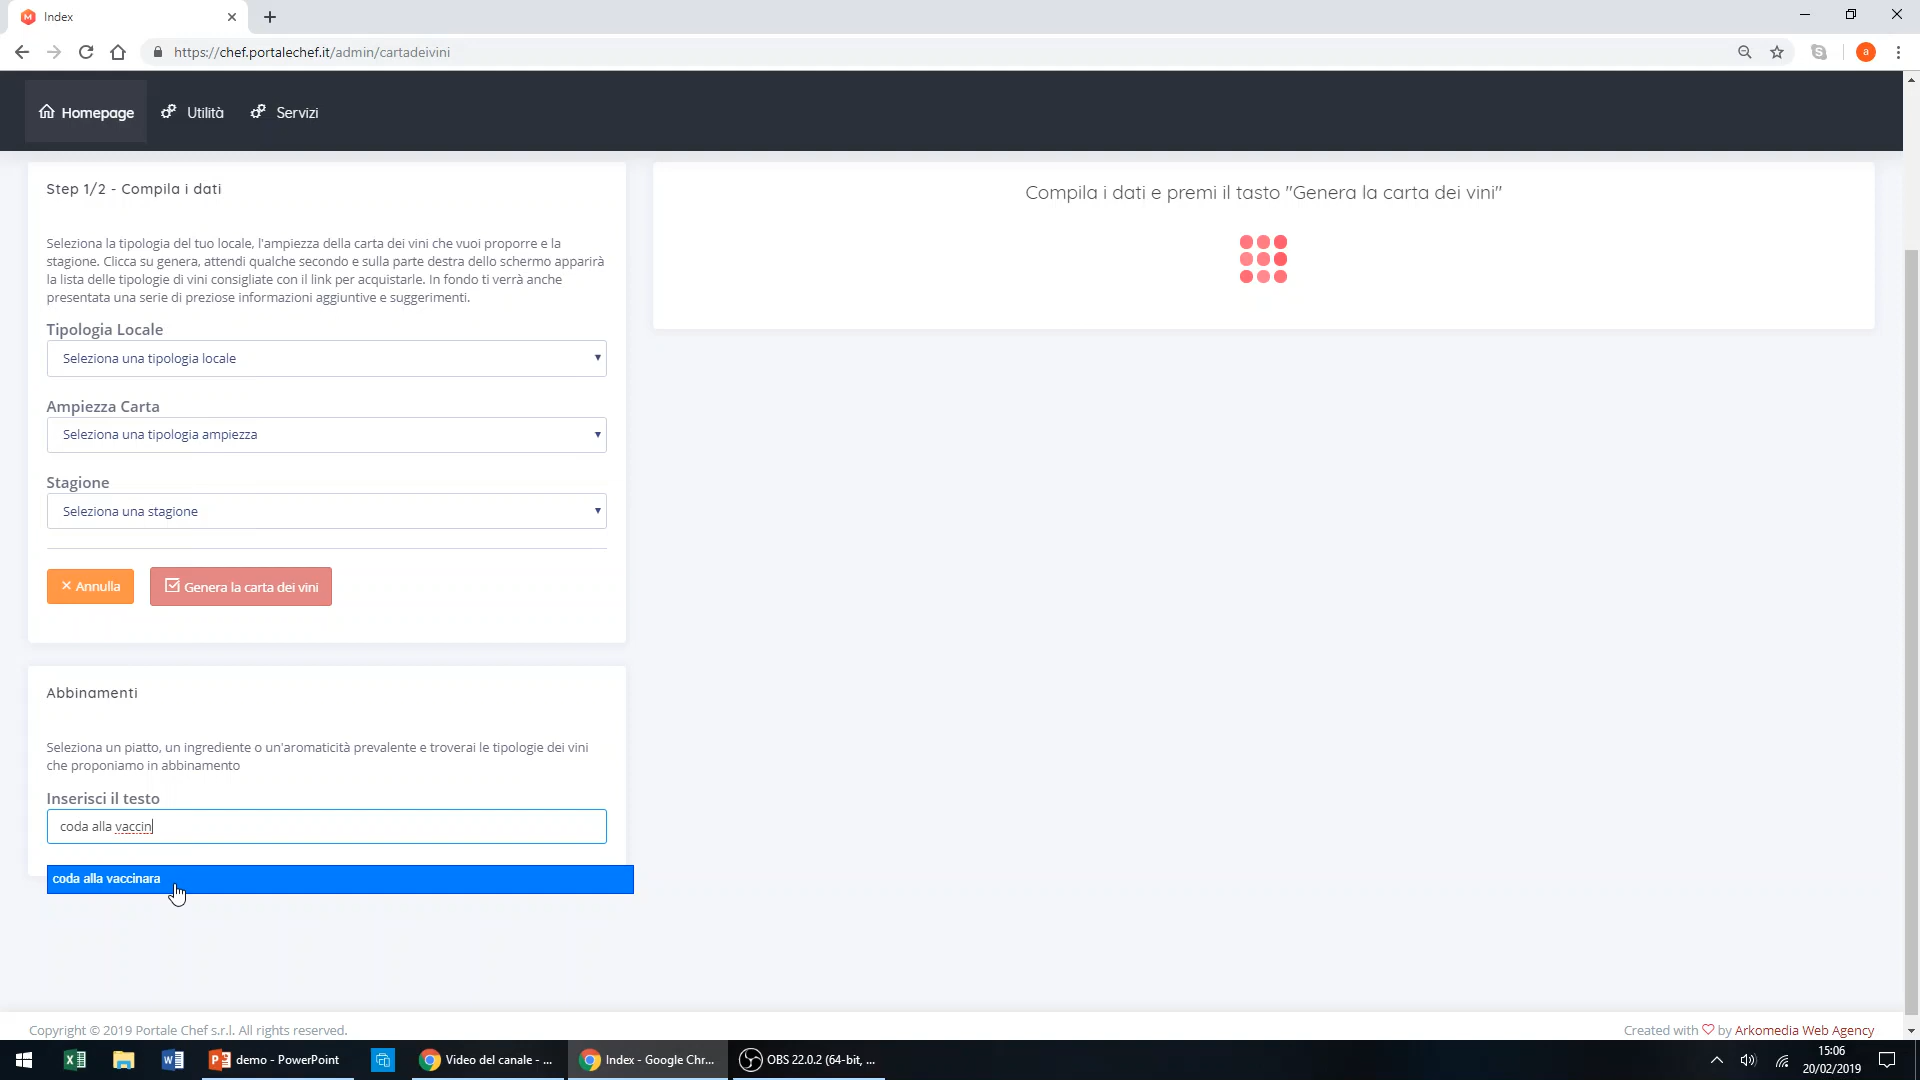 Index
https://chef.portalechef.it/admin/cartadeivini
a
Homepage Utilità Servizi
Step 1/2 - Compila i dati
Seleziona la tipologia del tuo locale, l'ampiezza della carta dei vini che vuoi proporre e la
stagione. Clicca su genera, attendi qualche secondo e sulla parte destra dello schermo apparirà
la lista delle tipologie di vini consigliate con il link per acquistarle. In fondo ti verrà anche
presentata una serie di preziose informazioni aggiuntive e suggerimenti.
Tipologia Locale
Seleziona una tipologia locale
Ampiezza Carta
Seleziona una tipologia ampiezza
Stagione
Seleziona una stagione
Annulla Genera la carta dei vini
Compila i dati e premi il tasto "Genera la carta dei vini"
Abbinamenti
Seleziona un piatto, un ingrediente o un'aromaticità prevalente e troverai le tipologie dei vini
che proponiamo in abbinamento
Inserisci il testo
coda alla vaccin
coda alla vaccinara
Copyright © 2019 Portale Chef s.r.l. All rights reserved.
Created with ♡ by Arkomedia Web Agency
demo - PowerPoint
Video del canale - ...
Index - Google Chr...
OBS 22.0.2 (64-bit, ...
15:06
20/02/2019